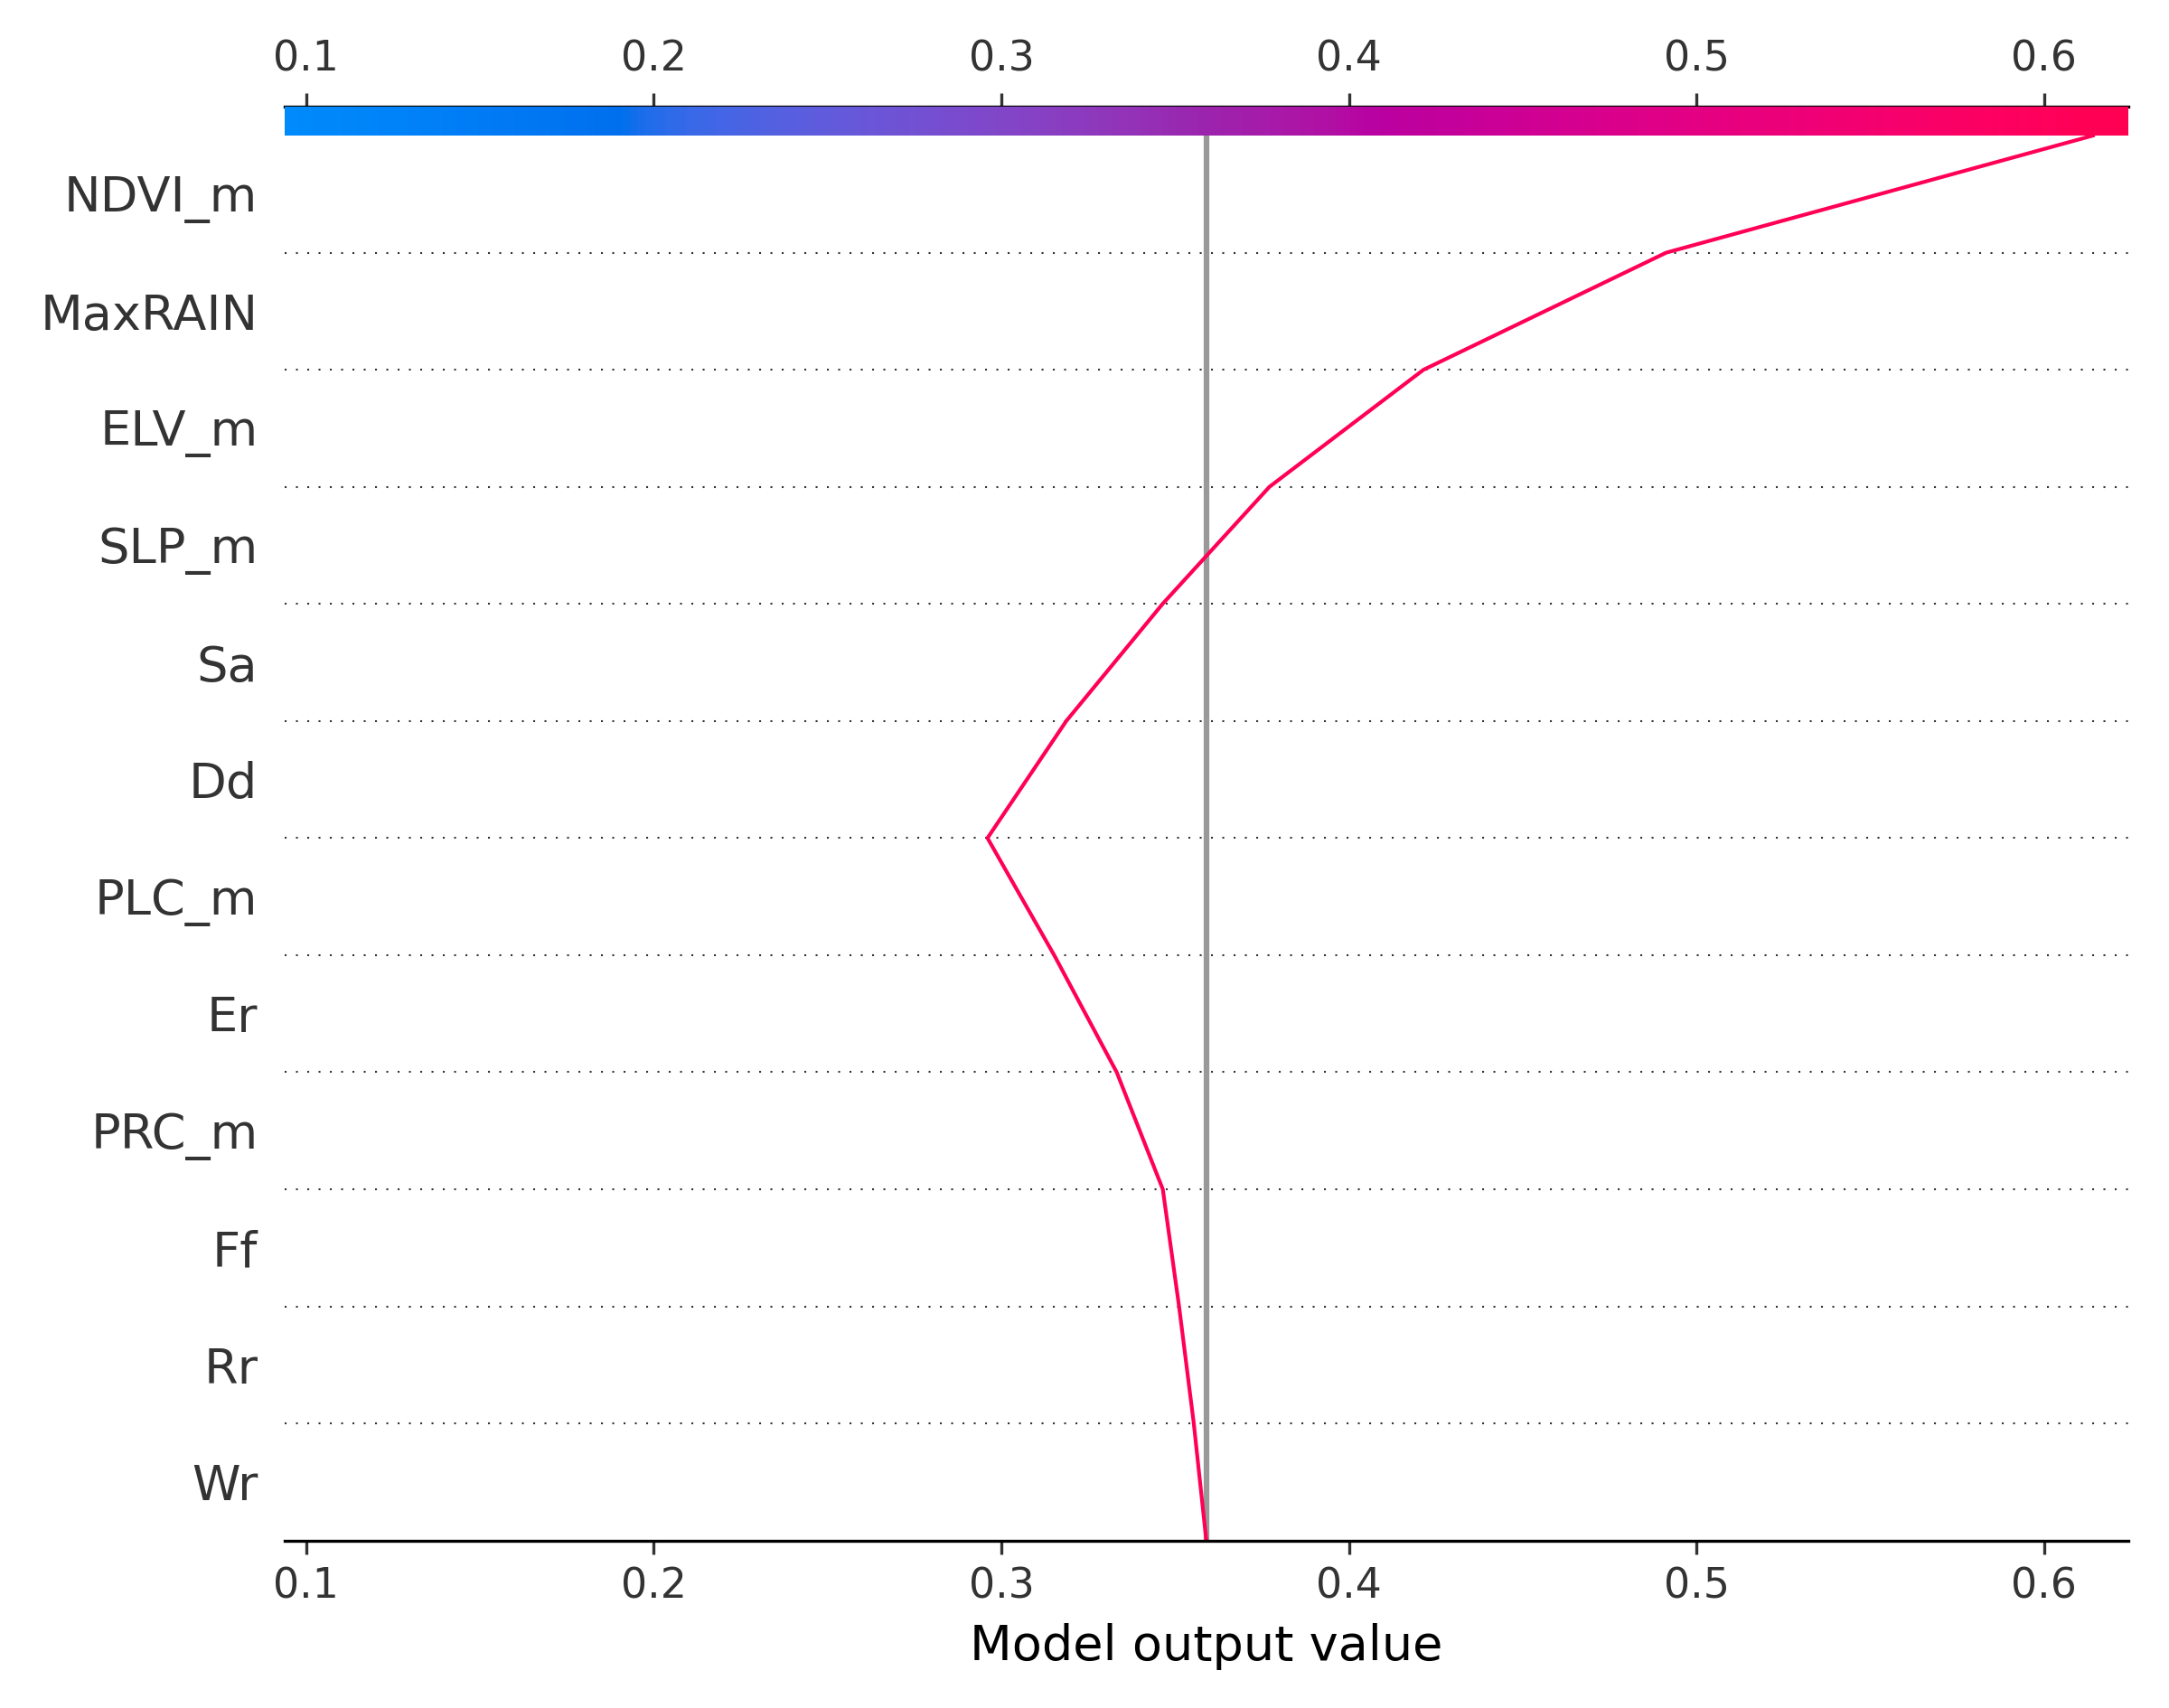 0.1 0.2 0.3 0.4 0.5 0.6
NDVI_m
MaxRAIN
ELV_m
SLP_m
Sa
Dd
PLC_m
Er
PRC_m
Ff
Rr
Wr
0.1 0.2 0.3 0.4 0.5 0.6
Model output value